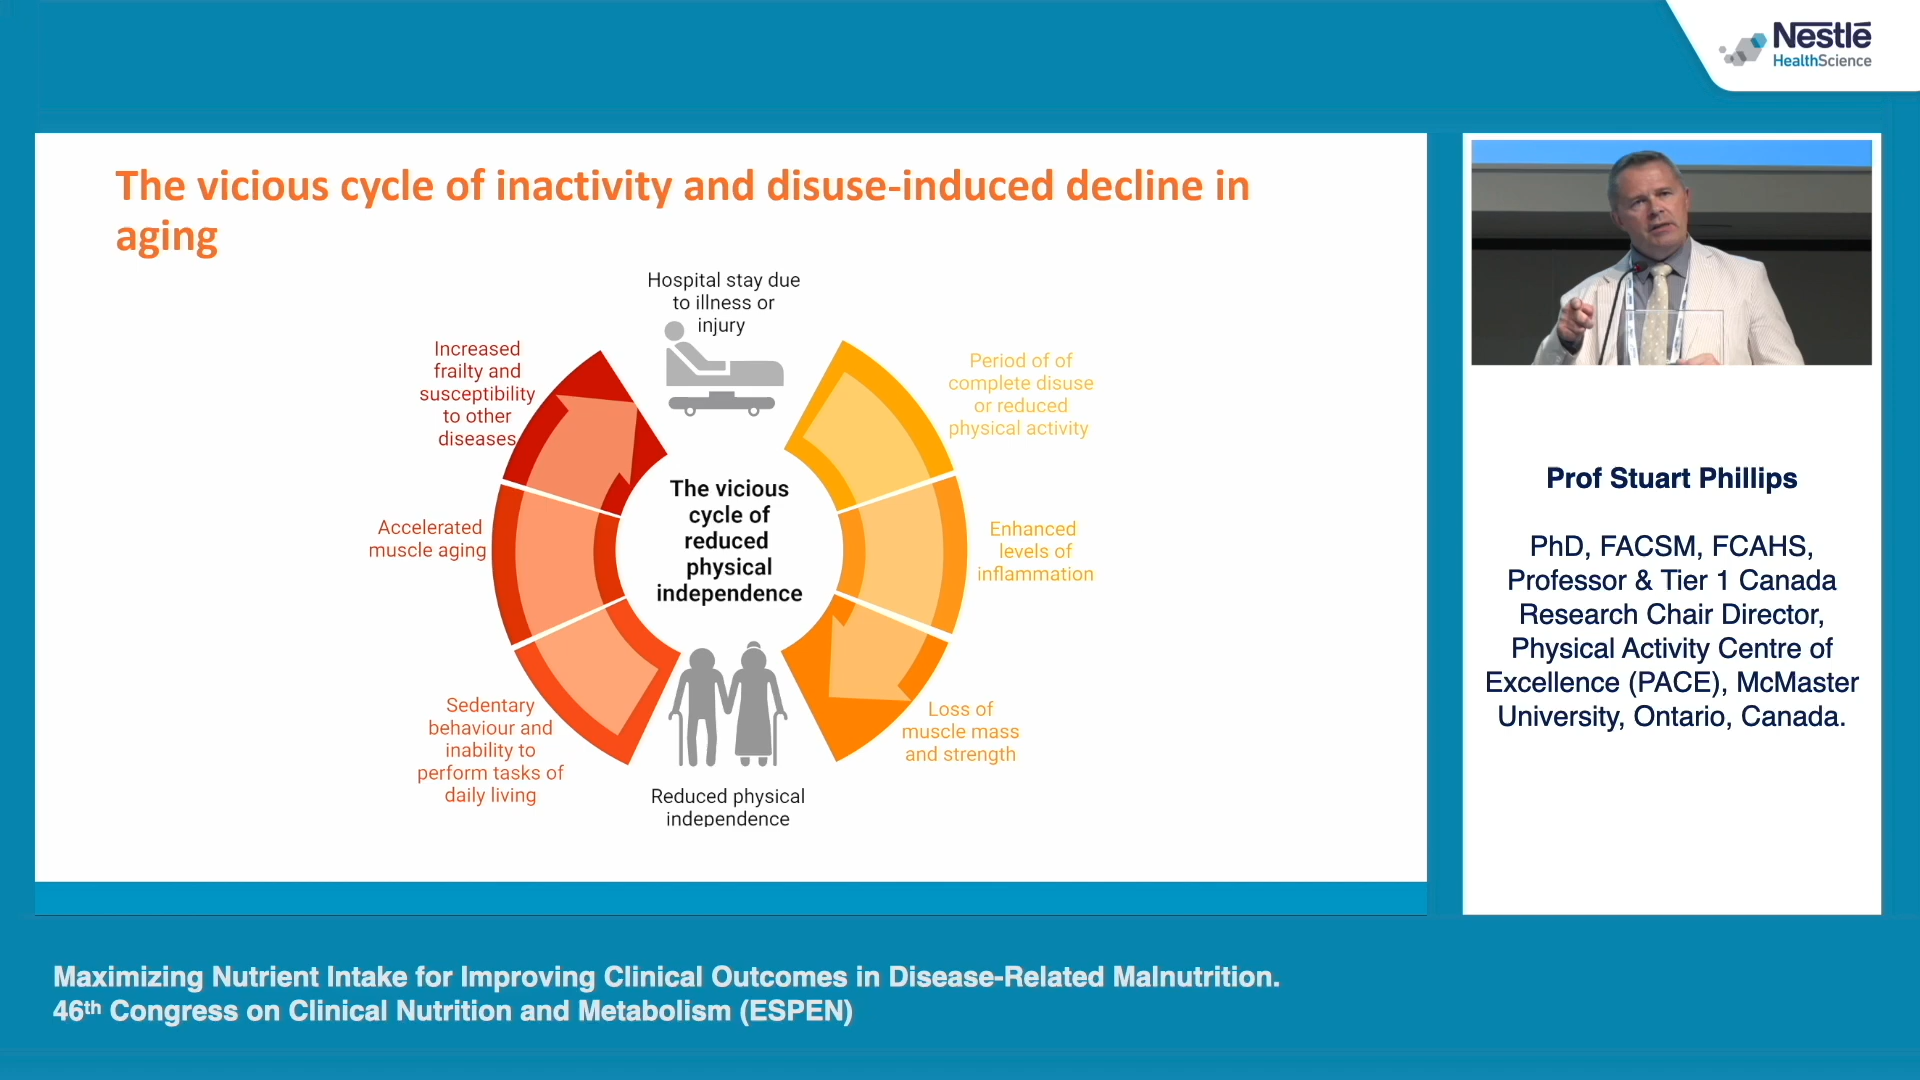 Nestlé
HealthScience
The vicious cycle of inactivity and disuse-induced decline in
aging
Hospital stay due
to illness or
injury
Period of of
complete disuse
or reduced
physical activity
Enhanced
levels of
inflammation
Loss of
muscle mass
and strength
Reduced physical
independence
Sedentary
behaviour and
inability to
perform tasks of
daily living
Accelerated
muscle aging
Increased
frailty and
susceptibility
to other
diseases
The vicious
cycle of
reduced
physical
independence
Prof Stuart Phillips
PhD, FACSM, FCAHS,
Professor & Tier 1 Canada
Research Chair Director,
Physical Activity Centre of
Excellence (PACE), McMaster
University, Ontario, Canada.
Maximizing Nutrient Intake for Improving Clinical Outcomes in Disease-Related Malnutrition.
46th Congress on Clinical Nutrition and Metabolism (ESPEN)